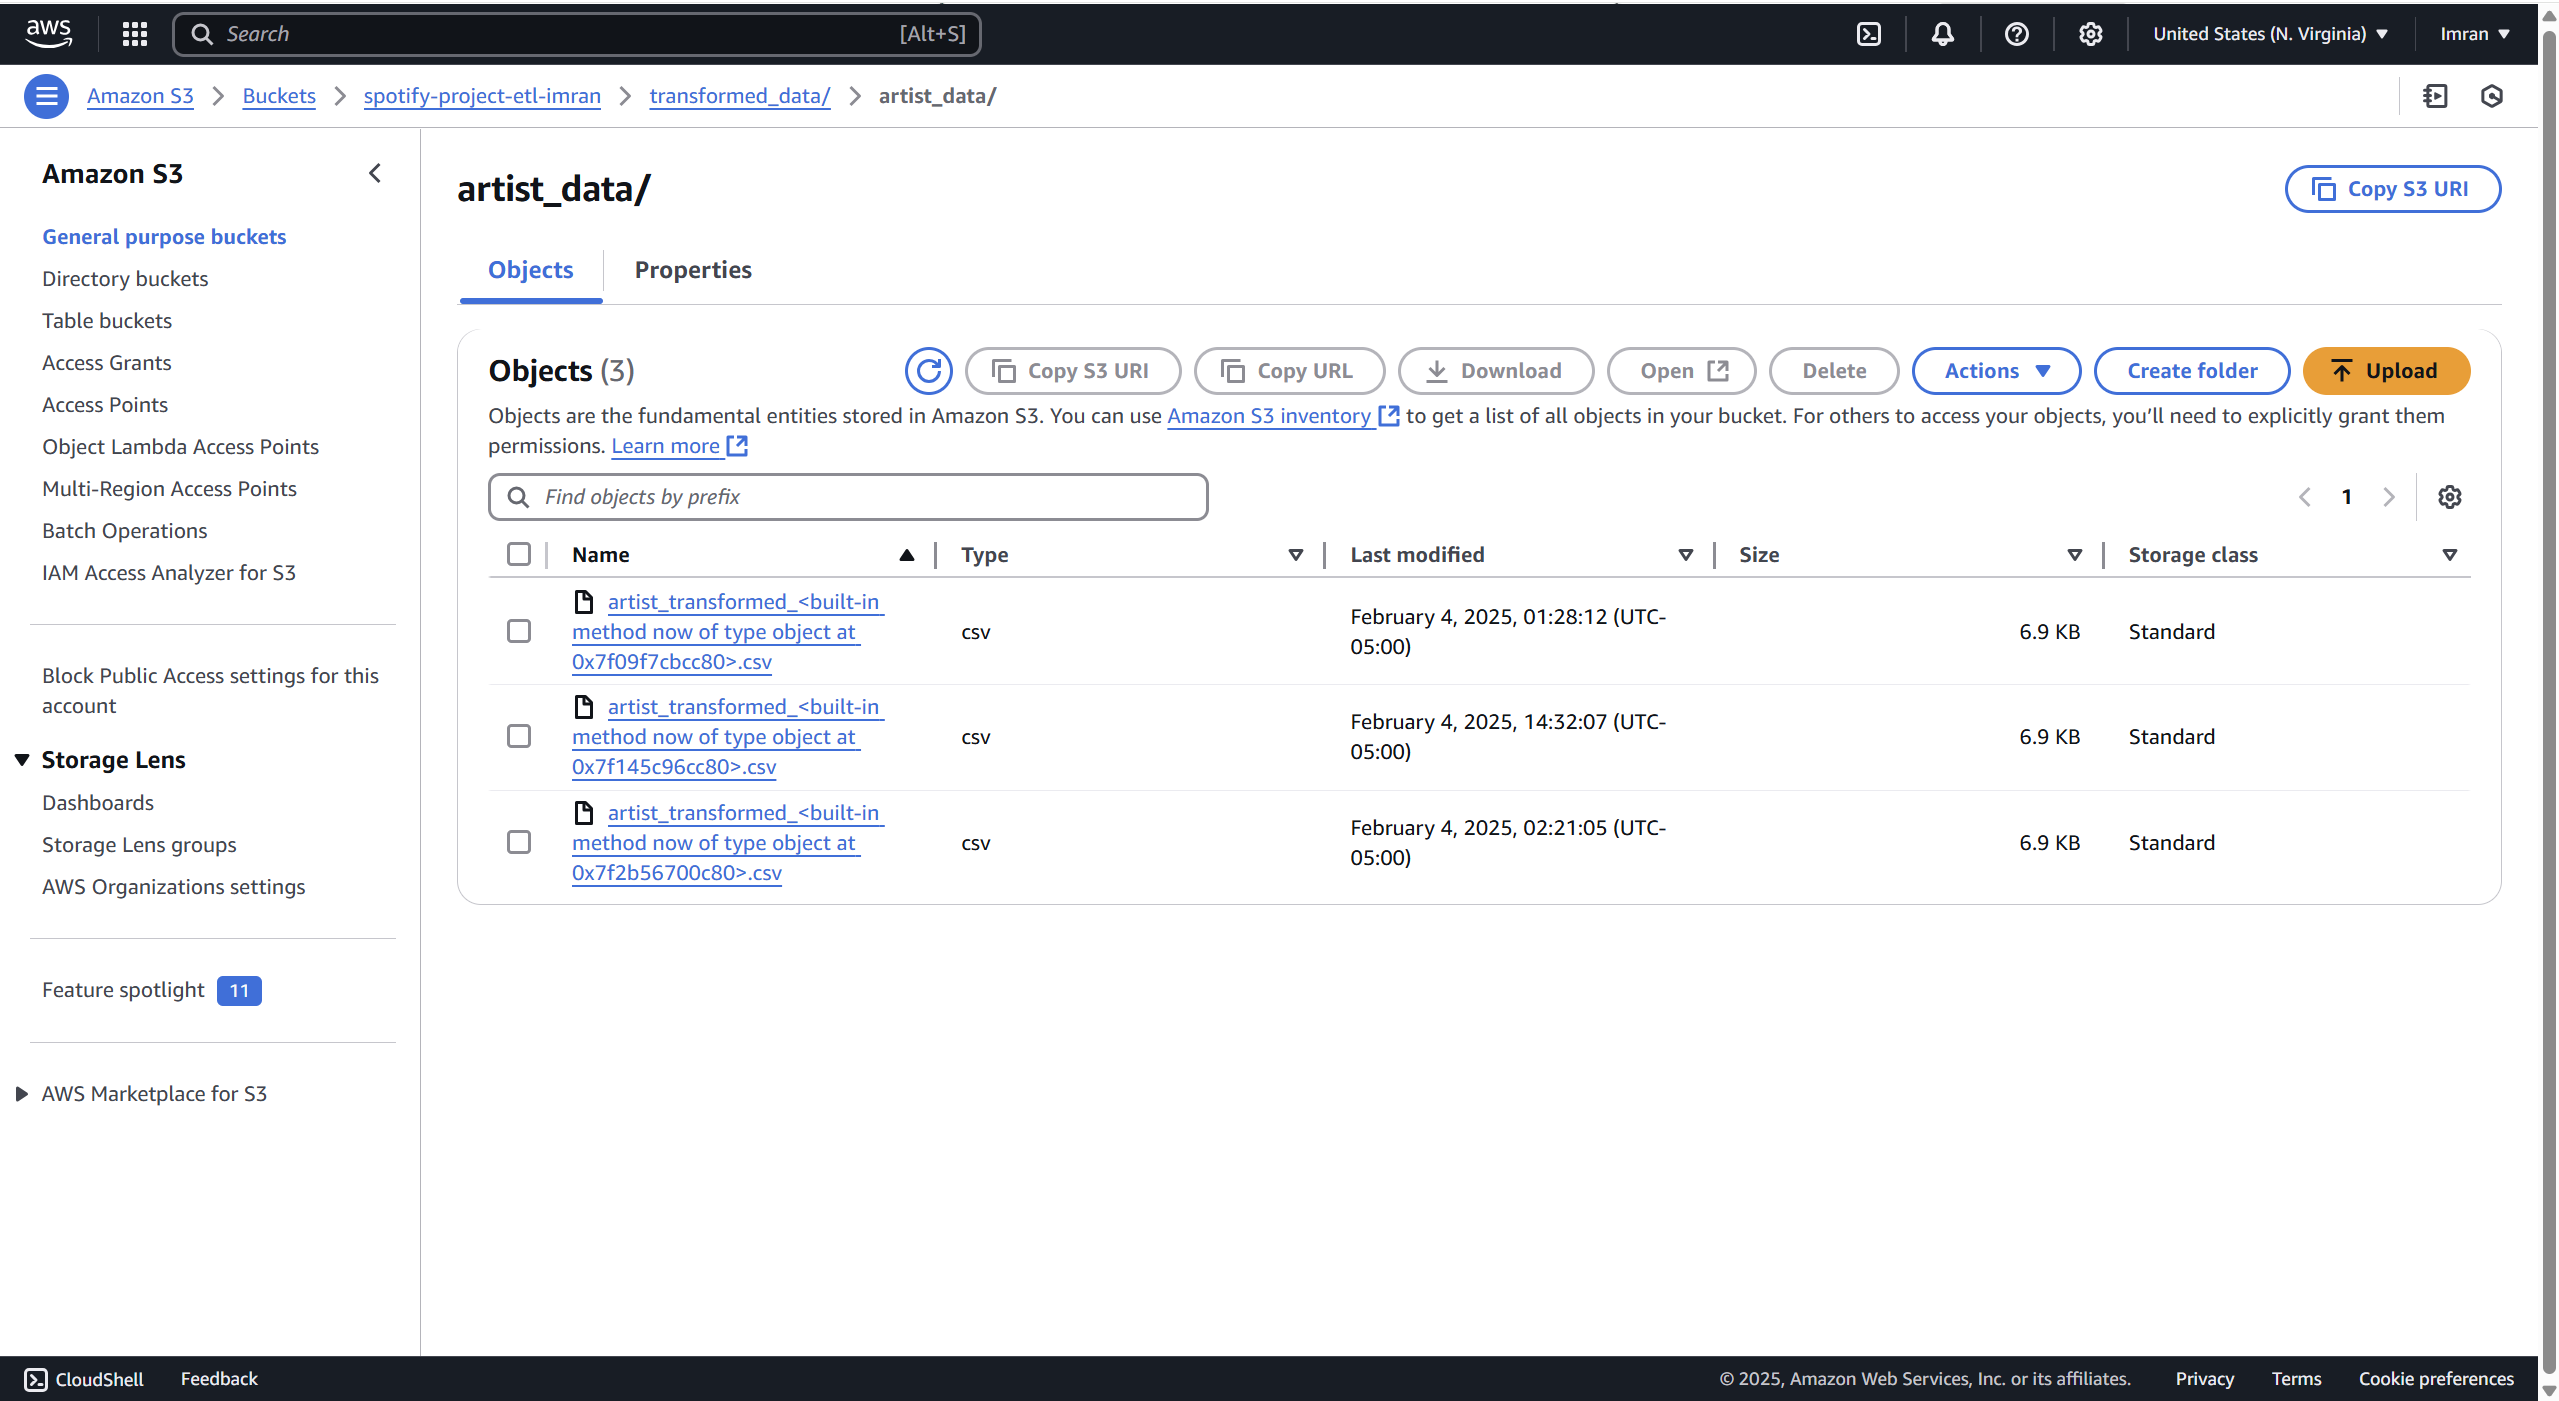 aws
Search [Alt+S]
United States (N. Virginia) Imran
Amazon S3 Buckets spotify-project-etl-imran transformed_data/ artist_data/
Amazon S3
General purpose buckets
Directory buckets
Table buckets
Access Grants
Access Points
Object Lambda Access Points
Multi-Region Access Points
Batch Operations
IAM Access Analyzer for S3
Block Public Access settings for this
account
Storage Lens
Dashboards
Storage Lens groups
AWS Organizations settings
Feature spotlight 11
AWS Marketplace for S3
artist_data/
Copy S3 URI
Objects Properties
Objects (3)
Copy S3 URI Copy URL Download Open Delete Actions Create folder Upload
Objects are the fundamental entities stored in Amazon S3. You can use Amazon S3 inventory to get a list of all objects in your bucket. For others to access your objects, you’ll need to explicitly grant them
permissions. Learn more
Find objects by prefix
1
Name Type Last modified Size Storage class
artist_transformed_<built-in
method now of type object at
0x7f09f7cbcc80>.csv
csv
February 4, 2025, 01:28:12 (UTC-
05:00)
6.9 KB
Standard
artist_transformed_<built-in
method now of type object at
0x7f145c96cc80>.csv
csv
February 4, 2025, 14:32:07 (UTC-
05:00)
6.9 KB
Standard
artist_transformed_<built-in
method now of type object at
0x7f2b56700c80>.csv
csv
February 4, 2025, 02:21:05 (UTC-
05:00)
6.9 KB
Standard
CloudShell Feedback
© 2025, Amazon Web Services, Inc. or its affiliates. Privacy Terms Cookie preferences